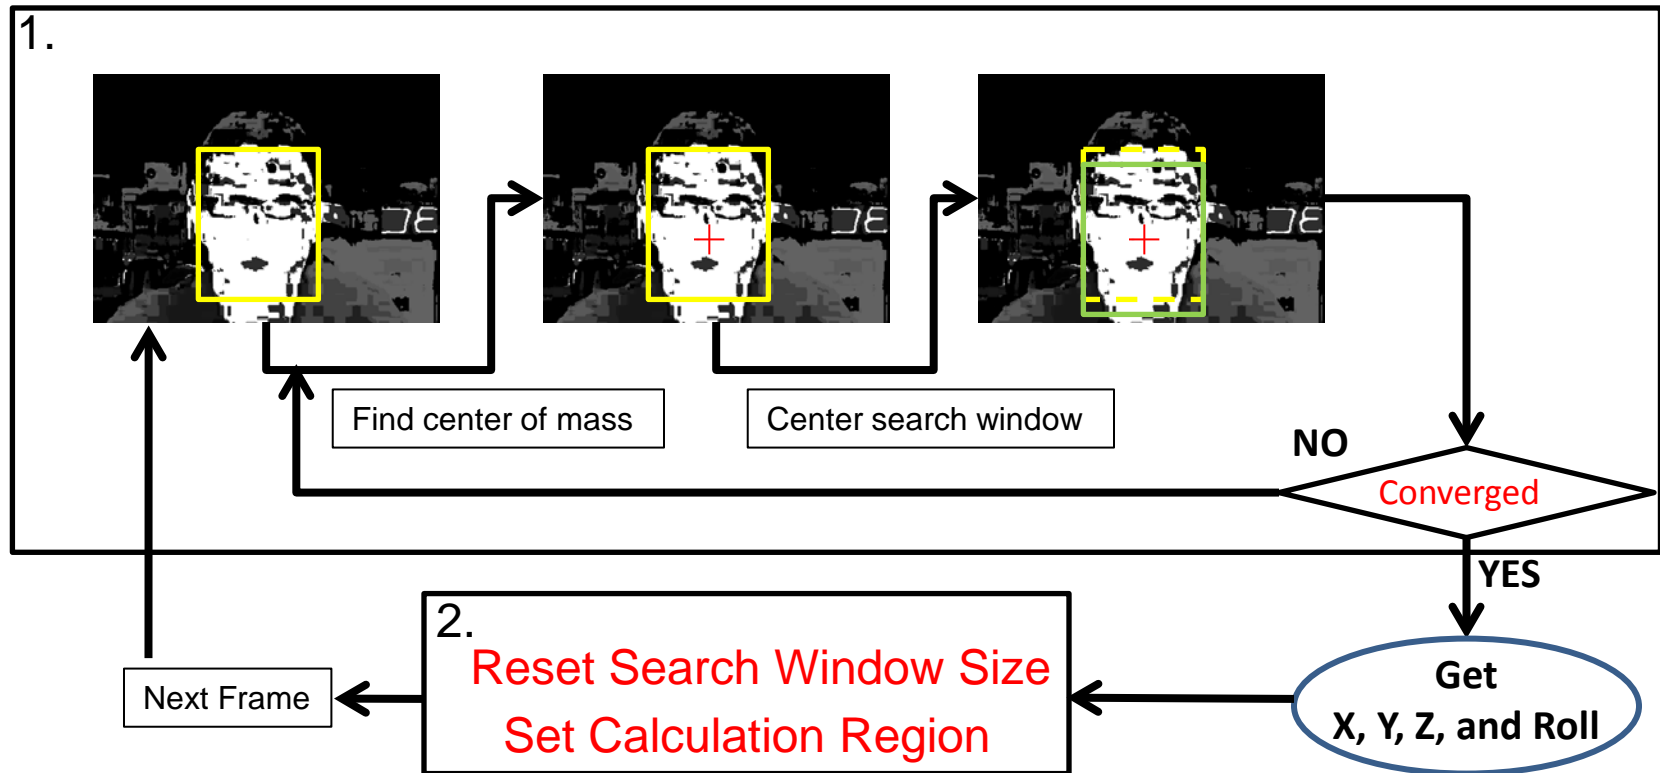 1.
Find center of mass
Center search window
NO
Converged
YES
2.
Reset Search Window Size
Set Calculation Region
Next Frame
Get
X, Y, Z, and Roll